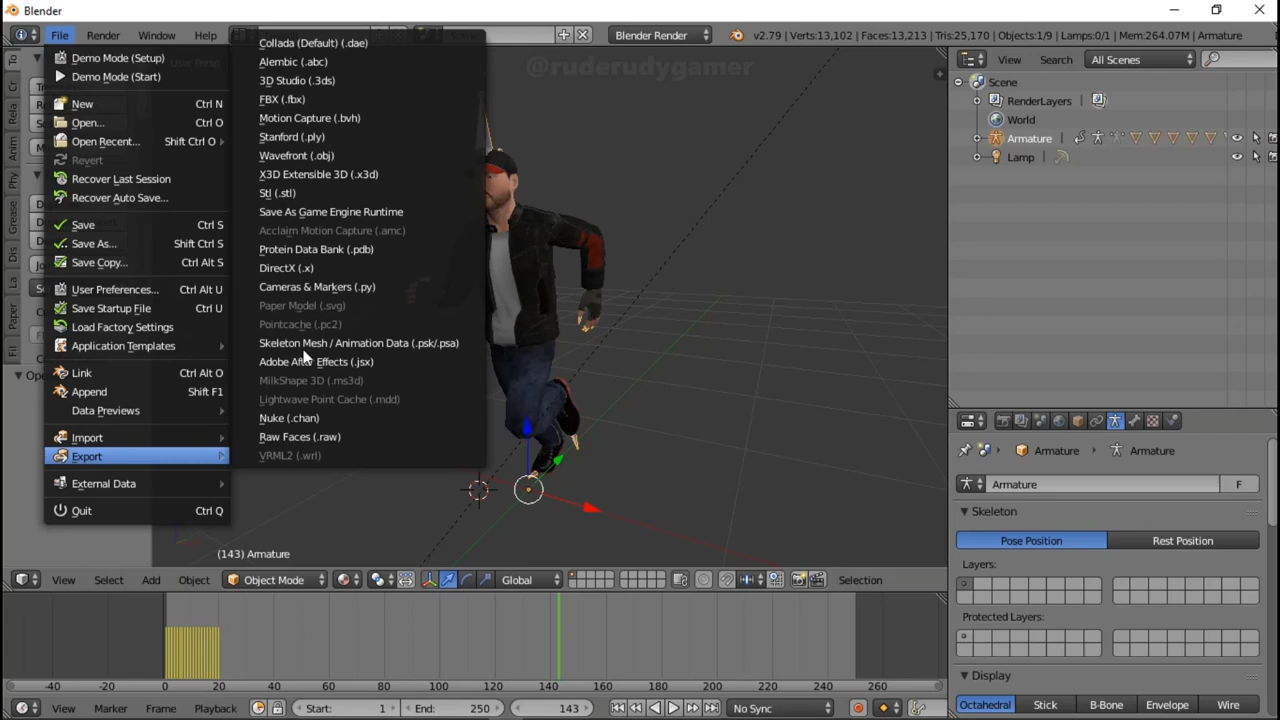 Blender
File Render Window Help Blender Render v2.79 | Verts:13,102 | Faces:13,213 | Tris:25,170 | Objects:1/9 | Lamps:0/1 | Mem:264.07M | Armature
Demo Mode (Setup)
Demo Mode (Start)
New Ctrl N
Open... Ctrl O
Open Recent... Shift Ctrl O
Revert
Recover Last Session
Recover Auto Save...
Save Ctrl S
Save As... Shift Ctrl S
Save Copy... Ctrl Alt S
User Preferences... Ctrl Alt U
Save Startup File Ctrl U
Load Factory Settings
Application Templates
Link Ctrl Alt O
Append Shift F1
Data Previews
Import
Export
External Data
Quit Ctrl Q
Collada (Default) (.dae)
Alembic (.abc)
3D Studio (.3ds)
FBX (.fbx)
Motion Capture (.bvh)
Stanford (.ply)
Wavefront (.obj)
X3D Extensible 3D (.x3d)
Stl (.stl)
Save As Game Engine Runtime
Acclaim Motion Capture (.amc)
Protein Data Bank (.pdb)
DirectX (.x)
Cameras & Markers (.py)
Paper Model (.svg)
Pointcache (.pc2)
Skeleton Mesh / Animation Data (.psk/.psa)
Adobe After Effects (.jsx)
MilkShape 3D (.ms3d)
Lightwave Point Cache (.mdd)
Nuke (.chan)
Raw Faces (.raw)
VRML2 (.wrl)
@ruderudygamer
To
Cr
Rela
Anim
Phy
Grease
Dis
La
Paper
Fil
(143) Armature
View Select Add Object Object Mode Global Selection
-40 -20 0 20 40 60 80 100 120 140 160 180 200 220 240 260
View Marker Frame Playback Start: 1 End: 250 143 No Sync
View Search All Scenes
Scene
RenderLayers
World
Armature
Lamp
Armature Armature
Armature F
Skeleton
Pose Position Rest Position
Layers:
Protected Layers:
Display
Octahedral Stick B-Bone Envelope Wire